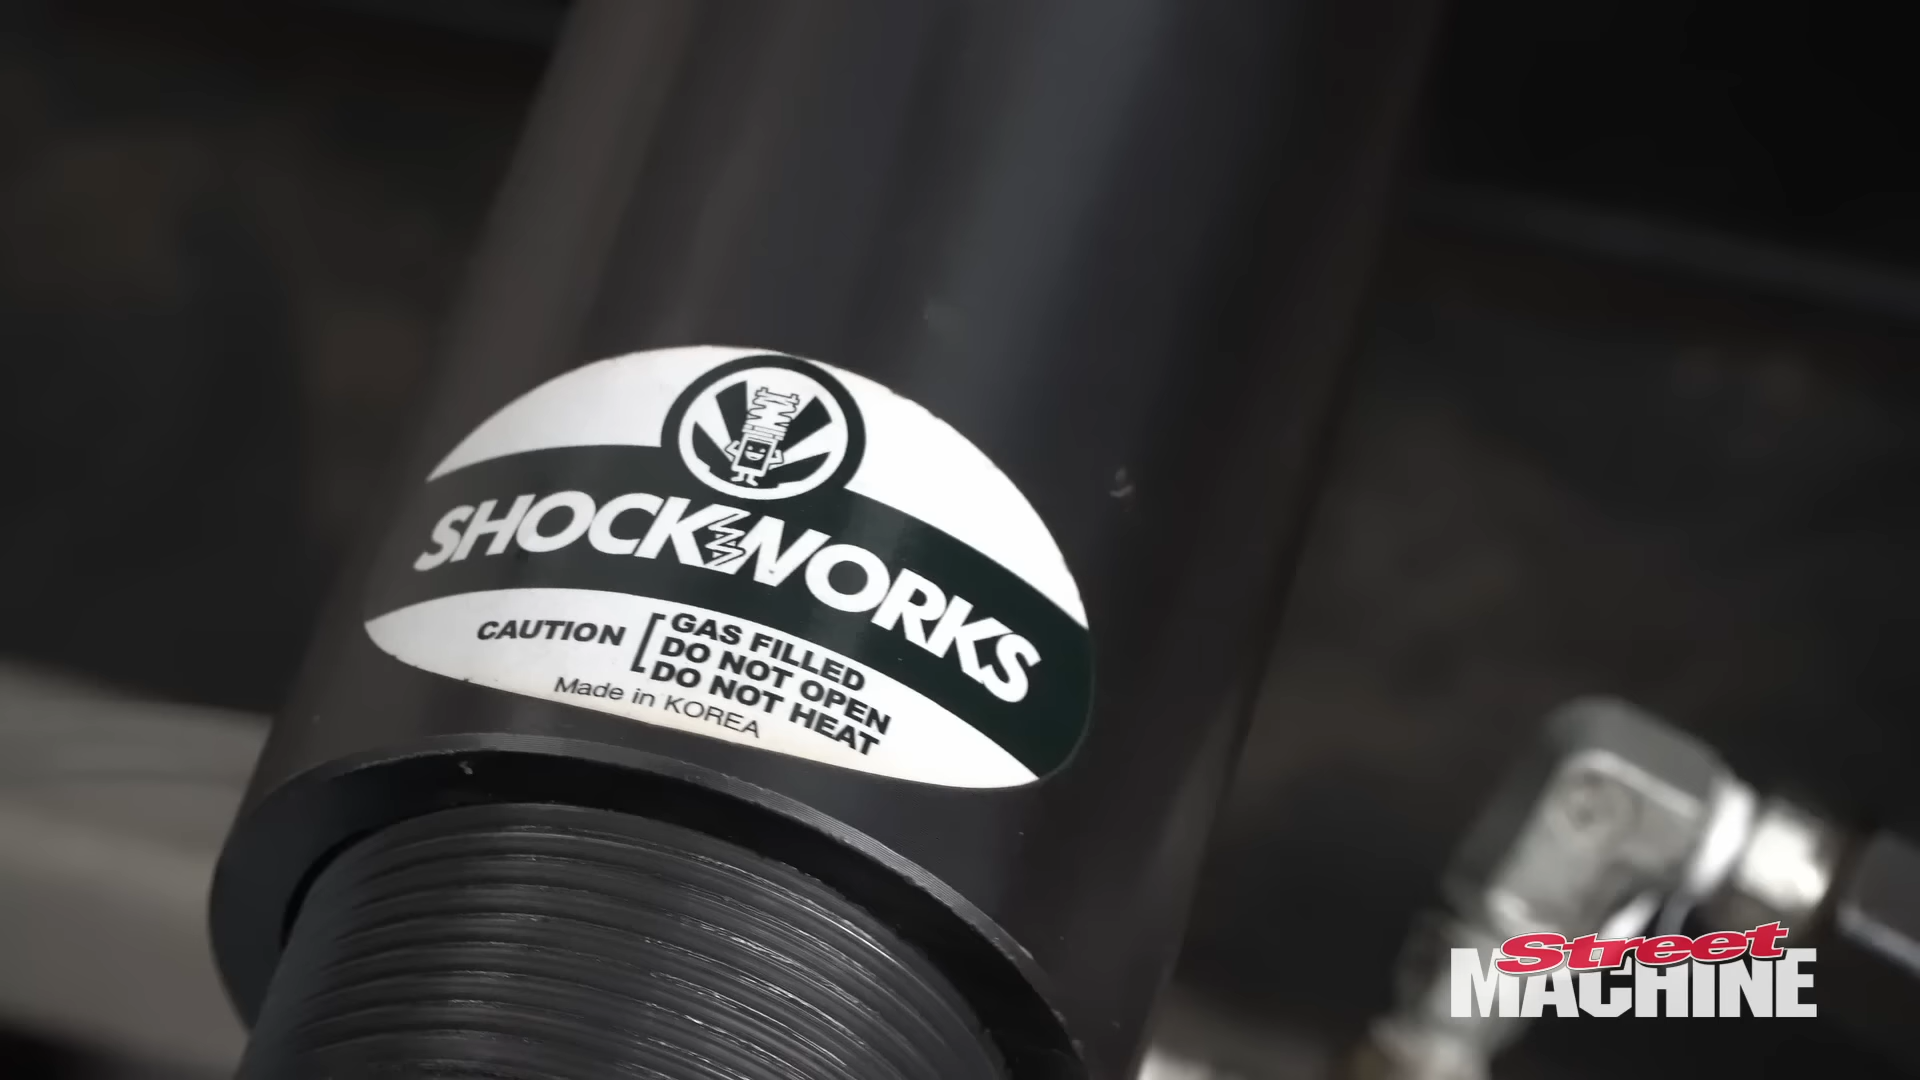 SHOCKWORKS
CAUTION
GAS FILLED
DO NOT OPEN
DO NOT HEAT
Made in KOREA
Street
MACHINE